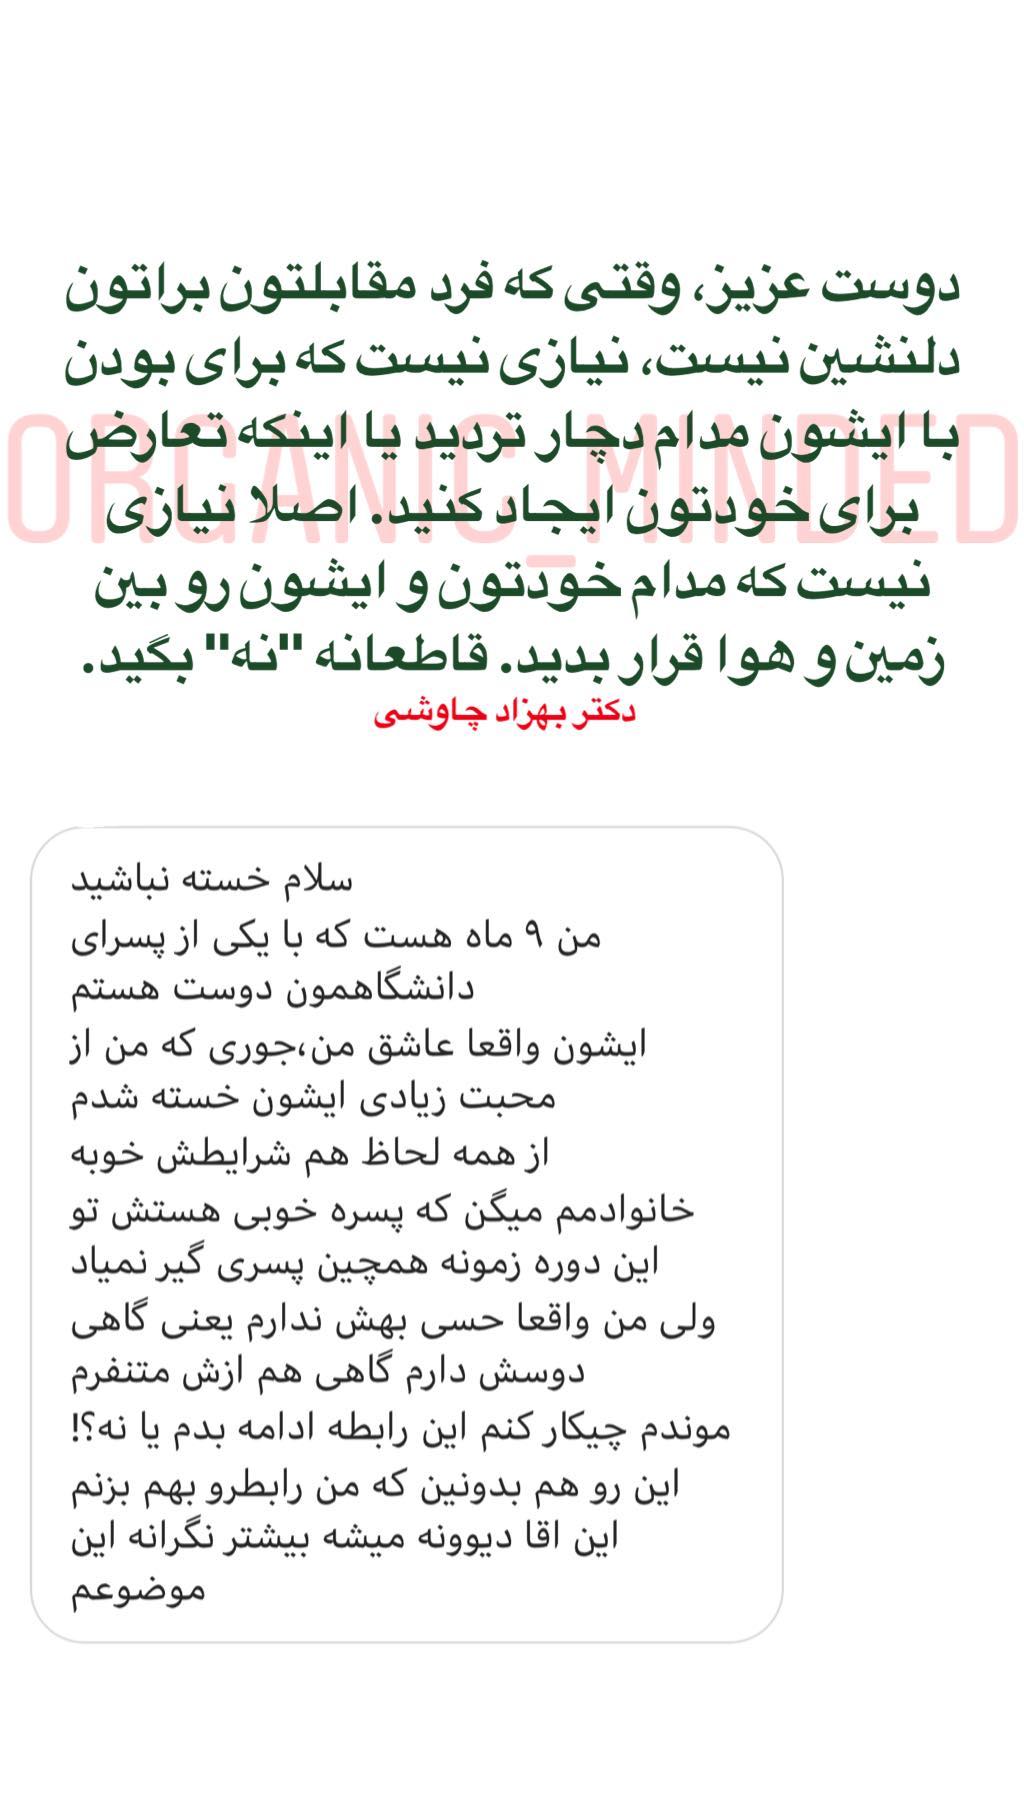 دوست عزیز، وقتی که فرد مقابلتون براتون
دلنشین نیست، نیازی نیست که برای بودن
با ایشون مدام دچار تردید یا اینکه تعارض
ORGANIC_MINDED
برای خودتون ایجاد کنید. اصلا نیازی
نیست که مدام خودتون و ایشون رو بین
زمین و هوا قرار بدید. قاطعانه "نه" بگید.
دکتر بهزاد چاوشی
سلام خسته نباشید
من ۹ ماه هست که با یکی از پسرای
دانشگاهمون دوست هستم
ایشون واقعا عاشق من،جوری که من از
محبت زیادی ایشون خسته شدم
از همه لحاظ هم شرایطش خوبه
خانوادمم میگن که پسره خوبی هستش تو
این دوره زمونه همچین پسری گیر نمیاد
ولی من واقعا حسی بهش ندارم یعنی گاهی
دوسش دارم گاهی هم ازش متنفرم
موندم چیکار کنم این رابطه ادامه بدم یا نه؟!
این رو هم بدونین که من رابطرو بهم بزنم
این اقا دیوونه میشه بیشتر نگرانه این
موضوعم